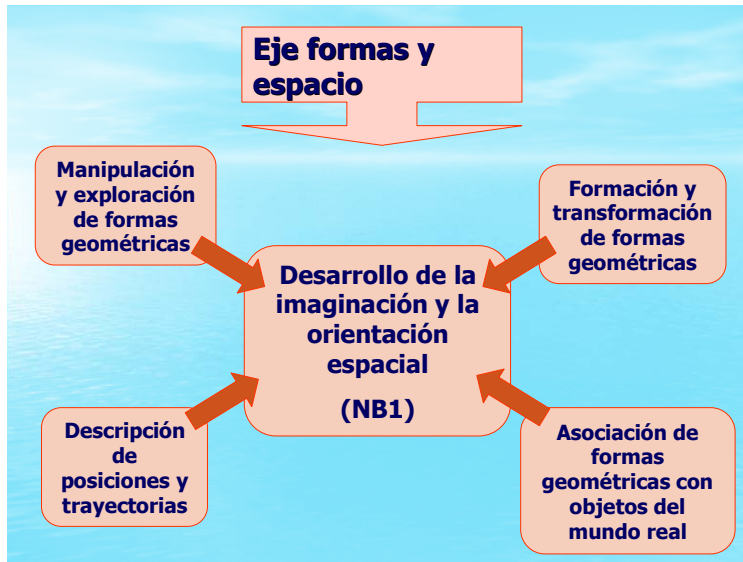 Eje formas y
espacio
Manipulación
y exploración
de formas
geométricas
Formación y
transformación
de formas
geométricas
Desarrollo de la
imaginación y la
orientación
espacial
(NB1)
Descripción
de
posiciones y
trayectorias
Asociación de
formas
geométricas con
objetos del
mundo real